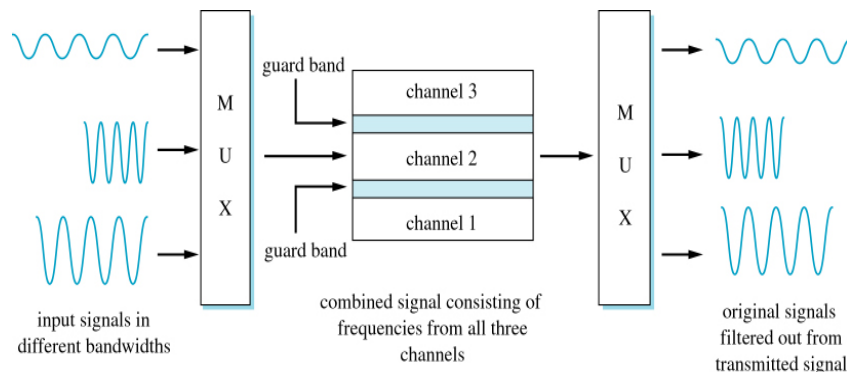 M
U
X
guard band
guard band
channel 3
channel 2
channel 1
M
U
X
input signals in
different bandwidths
combined signal consisting of
frequencies from all three
channels
original signals
filtered out from
transmitted signal